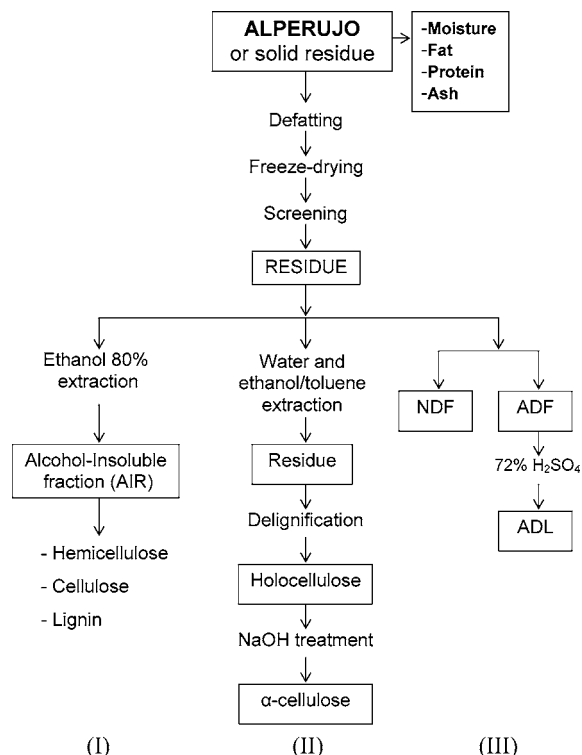 ALPERUJO
or solid residue
-Moisture
-Fat
-Protein
-Ash
Defatting
Freeze-drying
Screening
RESIDUE
Ethanol 80%
extraction
Alcohol-Insoluble
fraction (AIR)
- Hemicellulose
- Cellulose
- Lignin
Water and
ethanol/toluene
extraction
Residue
Delignification
Holocellulose
NaOH treatment
α-cellulose
NDF
ADF
72% H₂SO₄
ADL
(I)
(II)
(III)